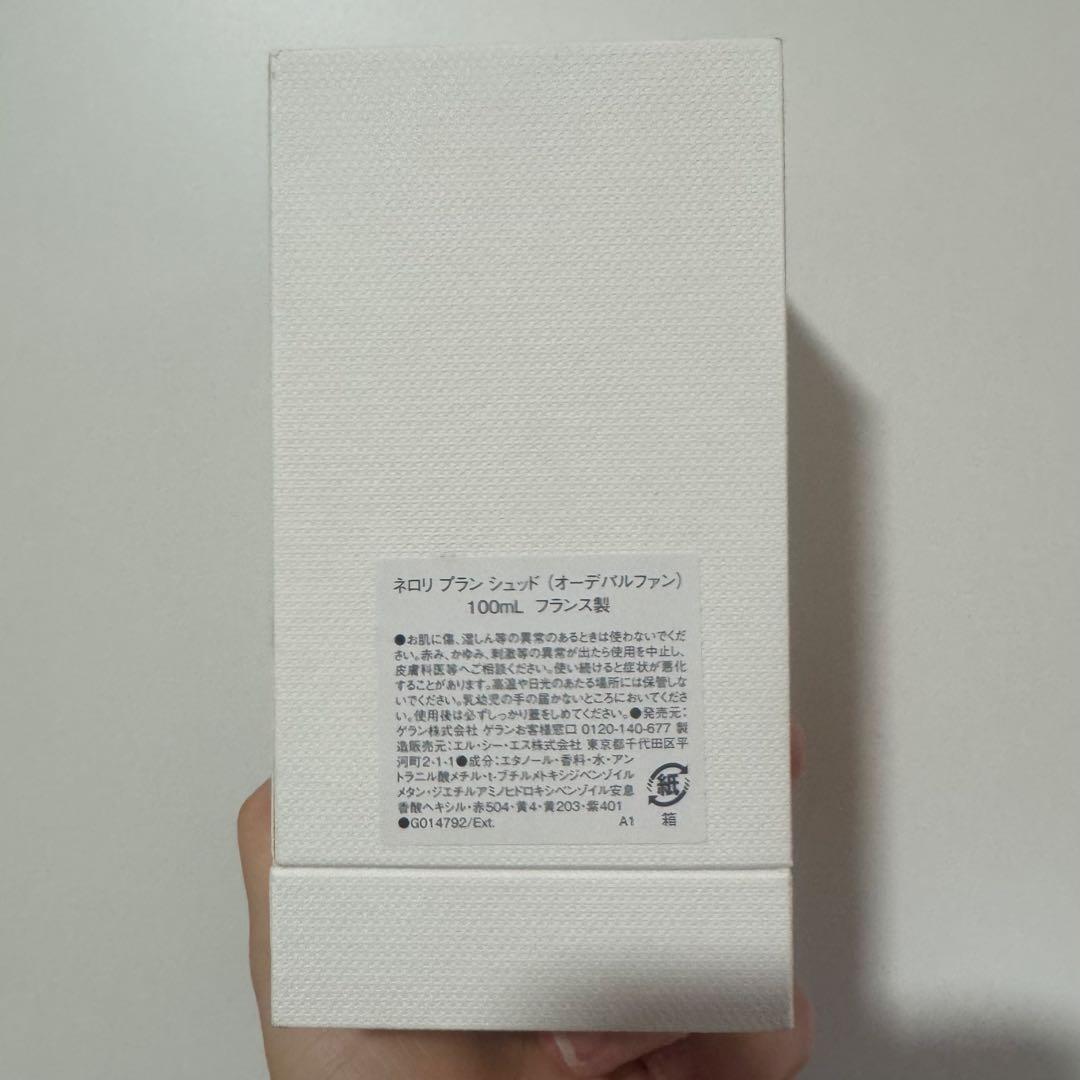 ネロリ プラン シュッド (オーデパルファン)
100mL フランス製
●お肌に傷、湿しん等の異常のあるときは使わないでくだ
さい。赤み、かゆみ、刺激等の異常が出たら使用を中止し、
皮膚科医等へご相談ください。使い続けると症状が悪化
することがあります。高温や日光のあたる場所には保管しな
いでください。乳幼児の手の届かないところにおいてくださ
い。使用後は必ずしっかり蓋をしめてください。●発売元：
ゲラン株式会社 ゲランお客様窓口 0120-140-677 製
造販売元：エル・シー・エス株式会社 東京都千代田区平
河町2-1-1●成分：エタノール・香料・水・アン
トラニル酸メチル・t-ブチルメトキシジベンゾイル
メタン・ジエチルアミノヒドロキシベンゾイル安息
香酸ヘキシル・赤504・黄4・黄203・紫401
●G014792/Ext. A1
紙
箱